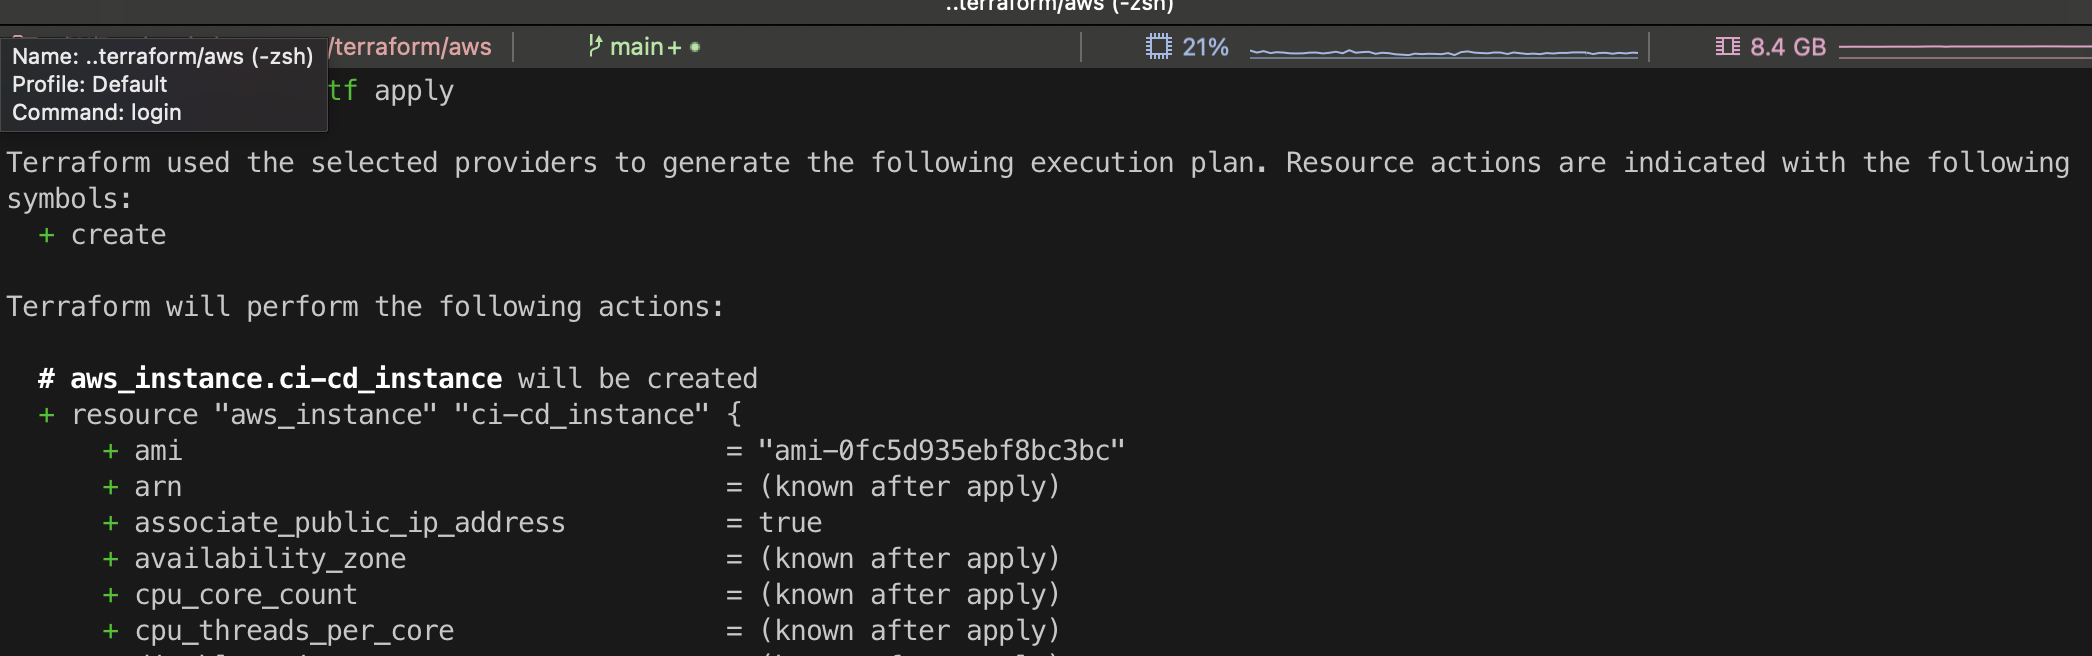 ..terraform/aws (-zsh)
/terraform/aws
main+
21%
8.4 GB
Name: ..terraform/aws (-zsh)
Profile: Default
Command: login
tf apply
Terraform used the selected providers to generate the following execution plan. Resource actions are indicated with the following
symbols:
+ create
Terraform will perform the following actions:
# aws_instance.ci-cd_instance will be created
+ resource "aws_instance" "ci-cd_instance" {
+ ami = "ami-0fc5d935ebf8bc3bc"
+ arn = (known after apply)
+ associate_public_ip_address = true
+ availability_zone = (known after apply)
+ cpu_core_count = (known after apply)
+ cpu_threads_per_core = (known after apply)